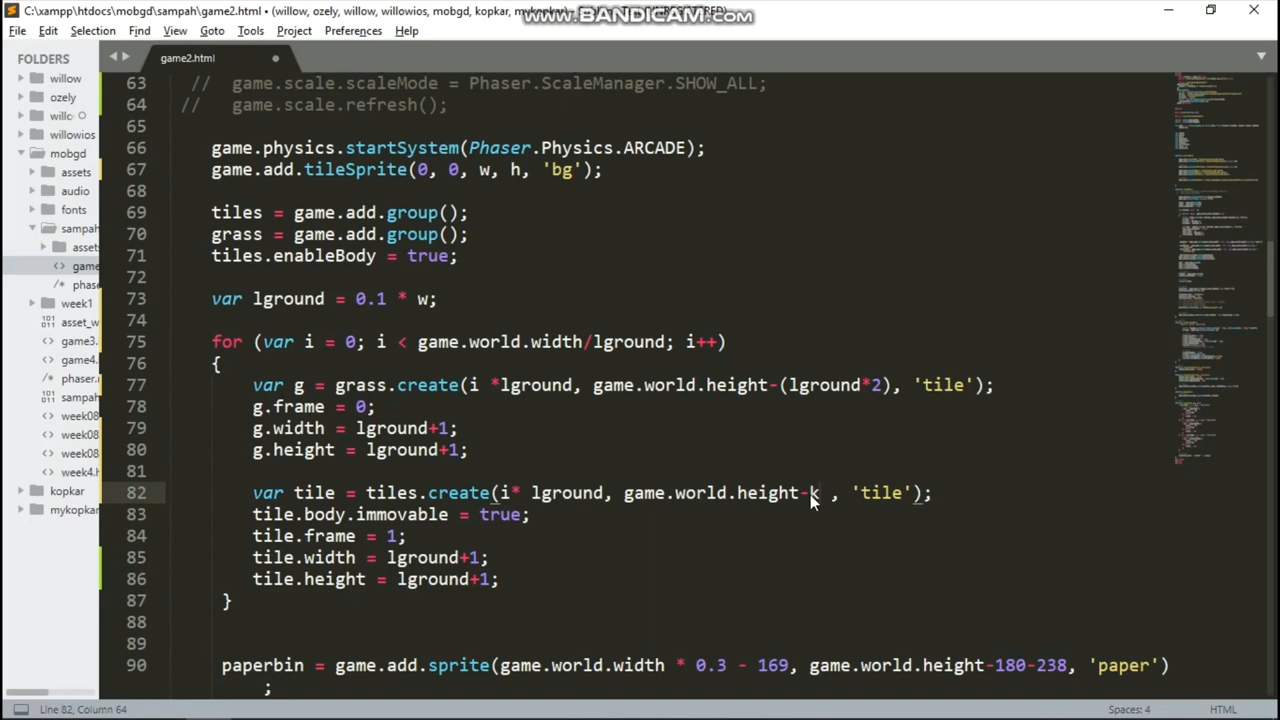 C:\xampp\htdocs\mobgd\sampah\game2.html • (willow, ozely, willow, willowios, mobgd, kopkar, mykopkar)
www.BANDICAM.com
File Edit Selection Find View Goto Tools Project Preferences Help
FOLDERS
willow
ozely
willo
willowios
mobgd
assets
audio
fonts
sampah
assets
game
phase
week1
asset_w
game3.
game4.
phaser.r
sampah
week08
week08
week08
week4.h
kopkar
mykopkar
game2.html
63 // game.scale.scaleMode = Phaser.ScaleManager.SHOW_ALL;
64 // game.scale.refresh();
65
66 game.physics.startSystem(Phaser.Physics.ARCADE);
67 game.add.tileSprite(0, 0, w, h, 'bg');
68
69 tiles = game.add.group();
70 grass = game.add.group();
71 tiles.enableBody = true;
72
73 var lground = 0.1 * w;
74
75 for (var i = 0; i < game.world.width/lground; i++)
76 {
77 var g = grass.create(i *lground, game.world.height-(lground*2), 'tile');
78 g.frame = 0;
79 g.width = lground+1;
80 g.height = lground+1;
81
82 var tile = tiles.create(i* lground, game.world.height-k , 'tile');
83 tile.body.immovable = true;
84 tile.frame = 1;
85 tile.width = lground+1;
86 tile.height = lground+1;
87 }
88
89
90 paperbin = game.add.sprite(game.world.width * 0.3 - 169, game.world.height-180-238, 'paper')
;
Line 82, Column 64
Spaces: 4
HTML